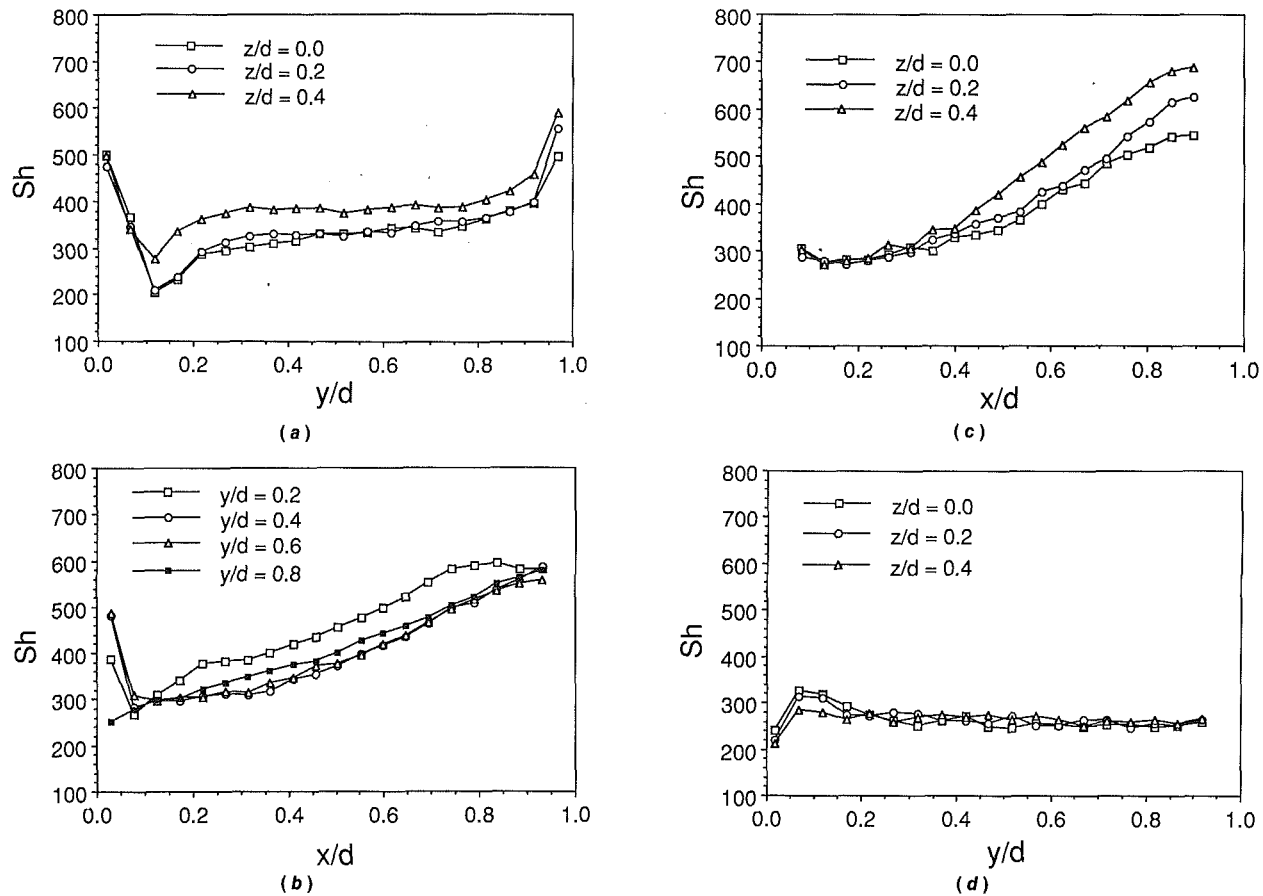 800
700
600
500
400
300
200
100
Sh
z/d = 0.0
z/d = 0.2
z/d = 0.4
0.0 0.2 0.4 0.6 0.8 1.0
y/d
(a)
800
700
600
500
400
300
200
100
Sh
z/d = 0.0
z/d = 0.2
z/d = 0.4
0.0 0.2 0.4 0.6 0.8 1.0
x/d
(c)
800
700
600
500
400
300
200
100
Sh
y/d = 0.2
y/d = 0.4
y/d = 0.6
y/d = 0.8
0.0 0.2 0.4 0.6 0.8 1.0
x/d
(b)
800
700
600
500
400
300
200
100
Sh
z/d = 0.0
z/d = 0.2
z/d = 0.4
0.0 0.2 0.4 0.6 0.8 1.0
y/d
(d)